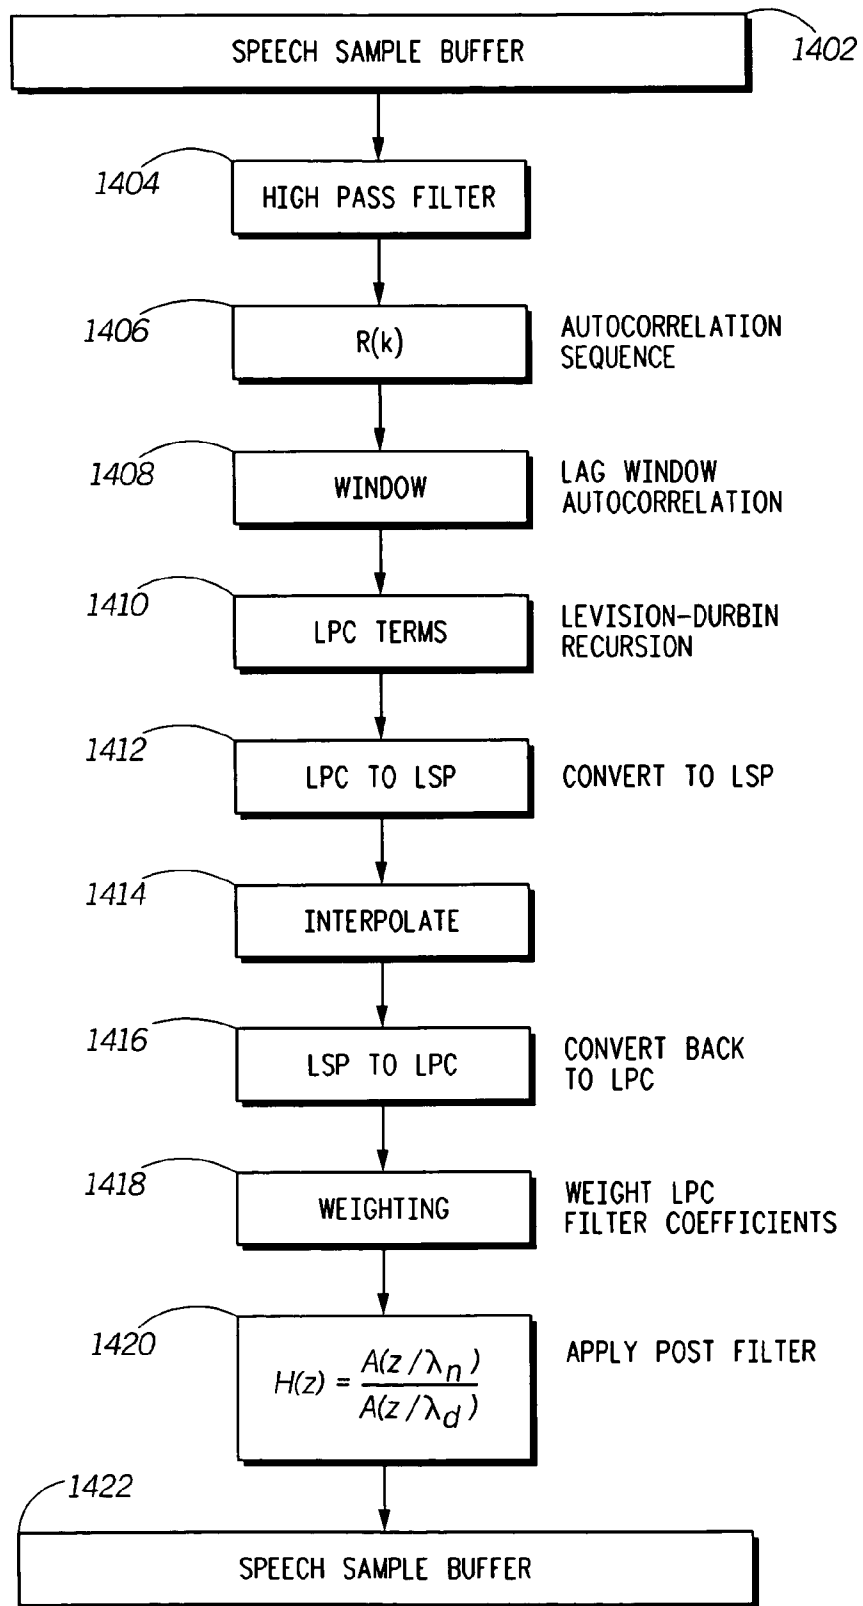 SPEECH SAMPLE BUFFER
1402
1404
HIGH PASS FILTER
1406
R(k)
AUTOCORRELATION
SEQUENCE
1408
WINDOW
LAG WINDOW
AUTOCORRELATION
1410
LPC TERMS
LEVISION-DURBIN
RECURSION
1412
LPC TO LSP
CONVERT TO LSP
1414
INTERPOLATE
1416
LSP TO LPC
CONVERT BACK
TO LPC
1418
WEIGHTING
WEIGHT LPC
FILTER COEFFICIENTS
1420
H(z) = A(z/λn) / A(z/λd)
APPLY POST FILTER
1422
SPEECH SAMPLE BUFFER